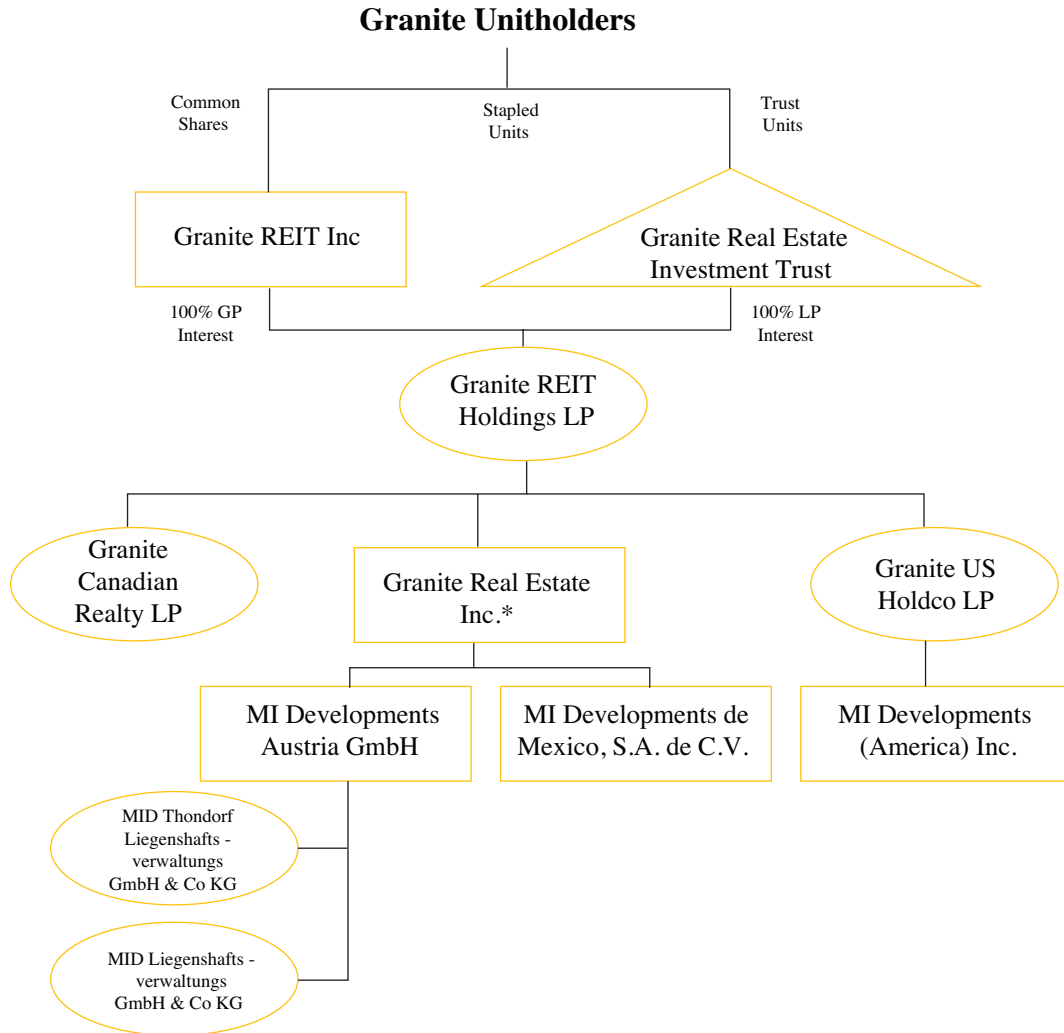 Granite Unitholders
Common
Shares
Stapled
Units
Trust
Units
Granite REIT Inc
Granite Real Estate
Investment Trust
100% GP
Interest
100% LP
Interest
Granite REIT
Holdings LP
Granite
Canadian
Realty LP
Granite Real Estate
Inc.*
Granite US
Holdco LP
MI Developments
Austria GmbH
MI Developments de
Mexico, S.A. de C.V.
MI Developments
(America) Inc.
MID Thondorf
Liegenshafts -
verwaltungs
GmbH & Co KG
MID Liegenshafts -
verwaltungs
GmbH & Co KG